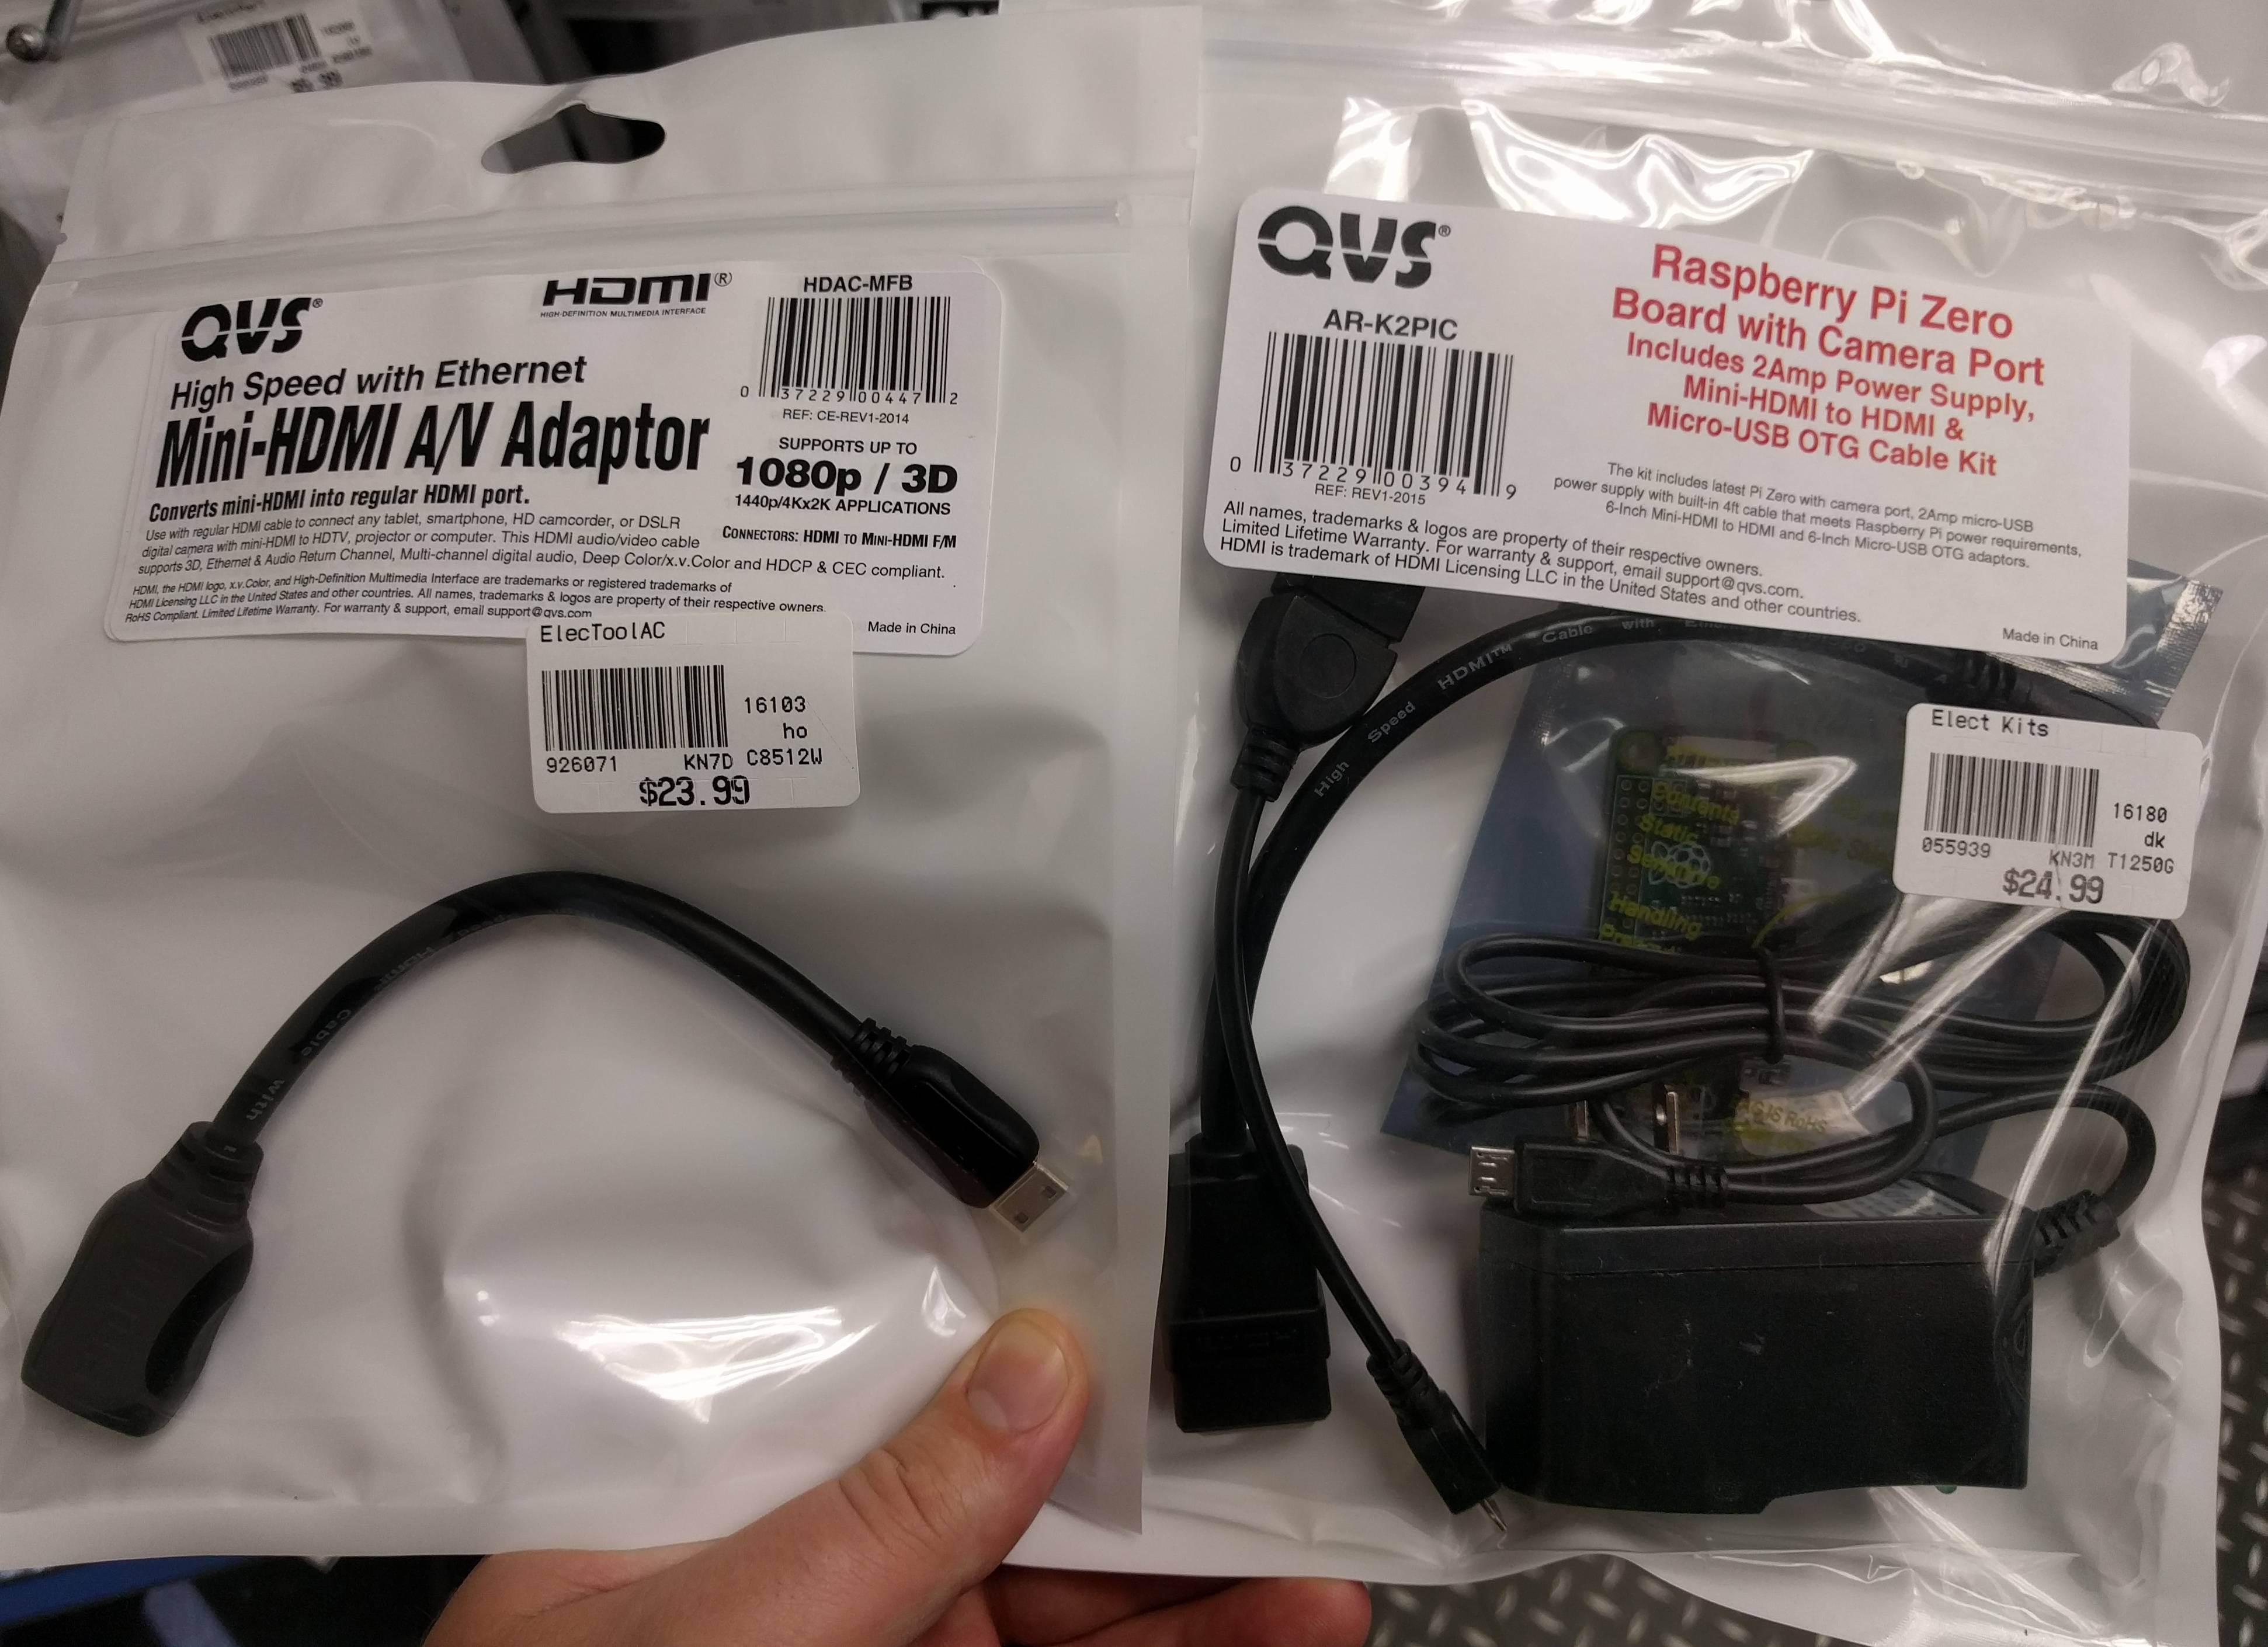 QVS®
HDMI®
HIGH-DEFINITION MULTIMEDIA INTERFACE
HDAC-MFB
0 37229 00447 2
REF: CE-REV1-2014
High Speed with Ethernet
Mini-HDMI A/V Adaptor
Converts mini-HDMI into regular HDMI port.
SUPPORTS UP TO
1080p / 3D
1440p/4Kx2K APPLICATIONS
CONNECTORS: HDMI TO MINI-HDMI F/M
Use with regular HDMI cable to connect any tablet, smartphone, HD camcorder, or DSLR
digital camera with mini-HDMI to HDTV, projector or computer. This HDMI audio/video cable
supports 3D, Ethernet & Audio Return Channel, Multi-channel digital audio, Deep Color/x.v.Color and HDCP & CEC compliant.
HDMI, the HDMI logo, x.v.Color, and High-Definition Multimedia Interface are trademarks or registered trademarks of
HDMI Licensing LLC in the United States and other countries. All names, trademarks & logos are property of their respective owners.
RoHS Compliant. Limited Lifetime Warranty. For warranty & support, email support@qvs.com
Made in China
ElecToolAC
16103
ho
926071 KN7D C8512W
$23.99
Cable
with
QVS®
AR-K2PIC
0 37229 00394 9
REF: REV1-2015
Raspberry Pi Zero
Board with Camera Port
Includes 2Amp Power Supply,
Mini-HDMI to HDMI &
Micro-USB OTG Cable Kit
The kit includes latest Pi Zero with camera port, 2Amp micro-USB
power supply with built-in 4ft cable that meets Raspberry Pi power requirements,
6-Inch Mini-HDMI to HDMI and 6-Inch Micro-USB OTG adaptors.
All names, trademarks & logos are property of their respective owners.
Limited Lifetime Warranty. For warranty & support, email support@qvs.com.
HDMI is trademark of HDMI Licensing LLC in the United States and other countries.
Made in China
High Speed HDMI™ Cable with
Elect Kits
16180
dk
055939 KN3M T1250G
$24.99
Contents
Static
Sensitive
Handling
RoHS